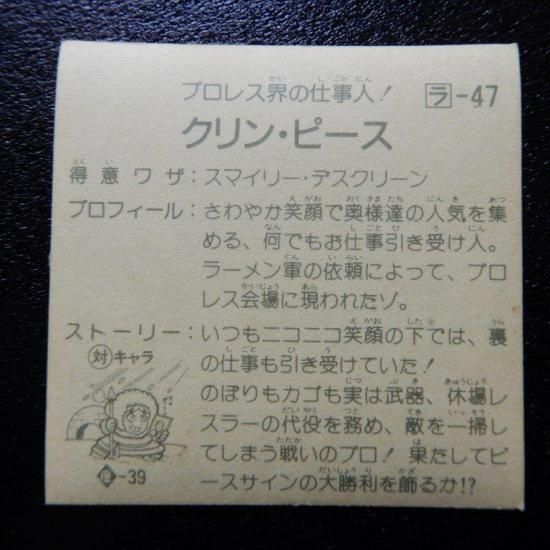 プロレス界の仕事人！ ラ-47
クリン・ピース
得意ワザ：スマイリー・デスクリーン
プロフィール：さわやか笑顔で奥様達の人気を集
める、何でもお仕事引き受け人。
ラーメン軍の依頼によって、プロ
レス会場に現われたゾ。
ストーリー：いつもニコニコ笑顔の下では、裏
の仕事も引き受けていた！
対キャラ
のぼりもカゴも実は武器、休場レ
スラーの代役を務め、敵を一掃し
てしまう戦いのプロ！果たしてピ
ースサインの大勝利を飾るか!?
-39